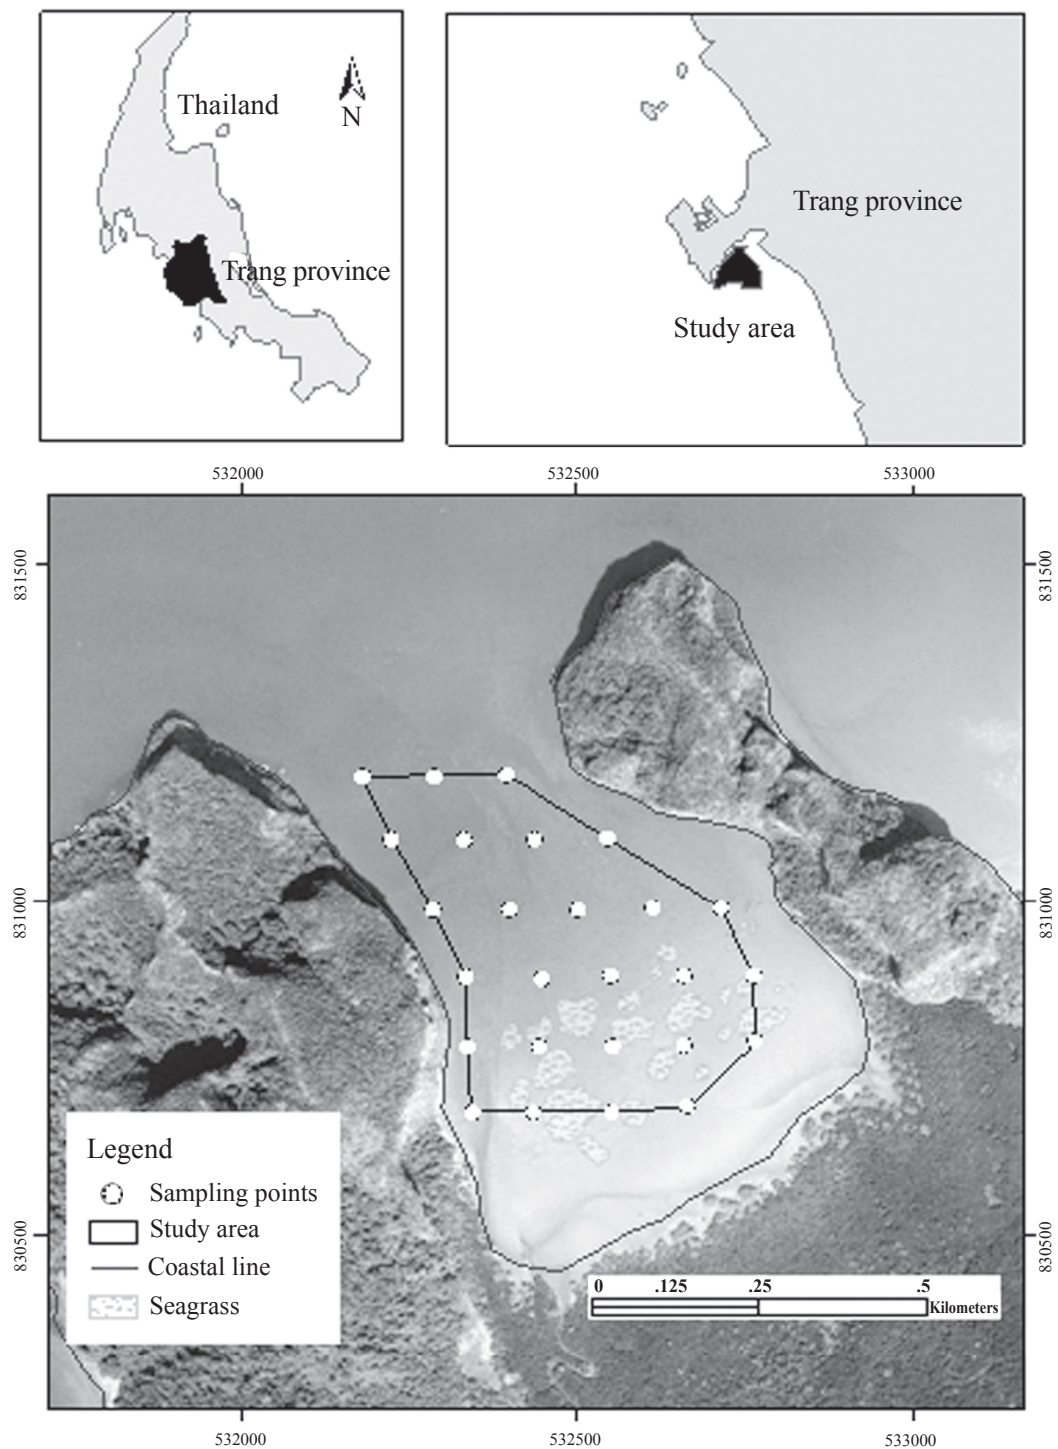 Thailand
N
Trang province
Trang province
Study area
532000
532500
533000
831500
831500
831000
831000
830500
830500
Legend
Sampling points
Study area
Coastal line
Seagrass
0 .125 .25 .5
Kilometers
532000
532500
533000